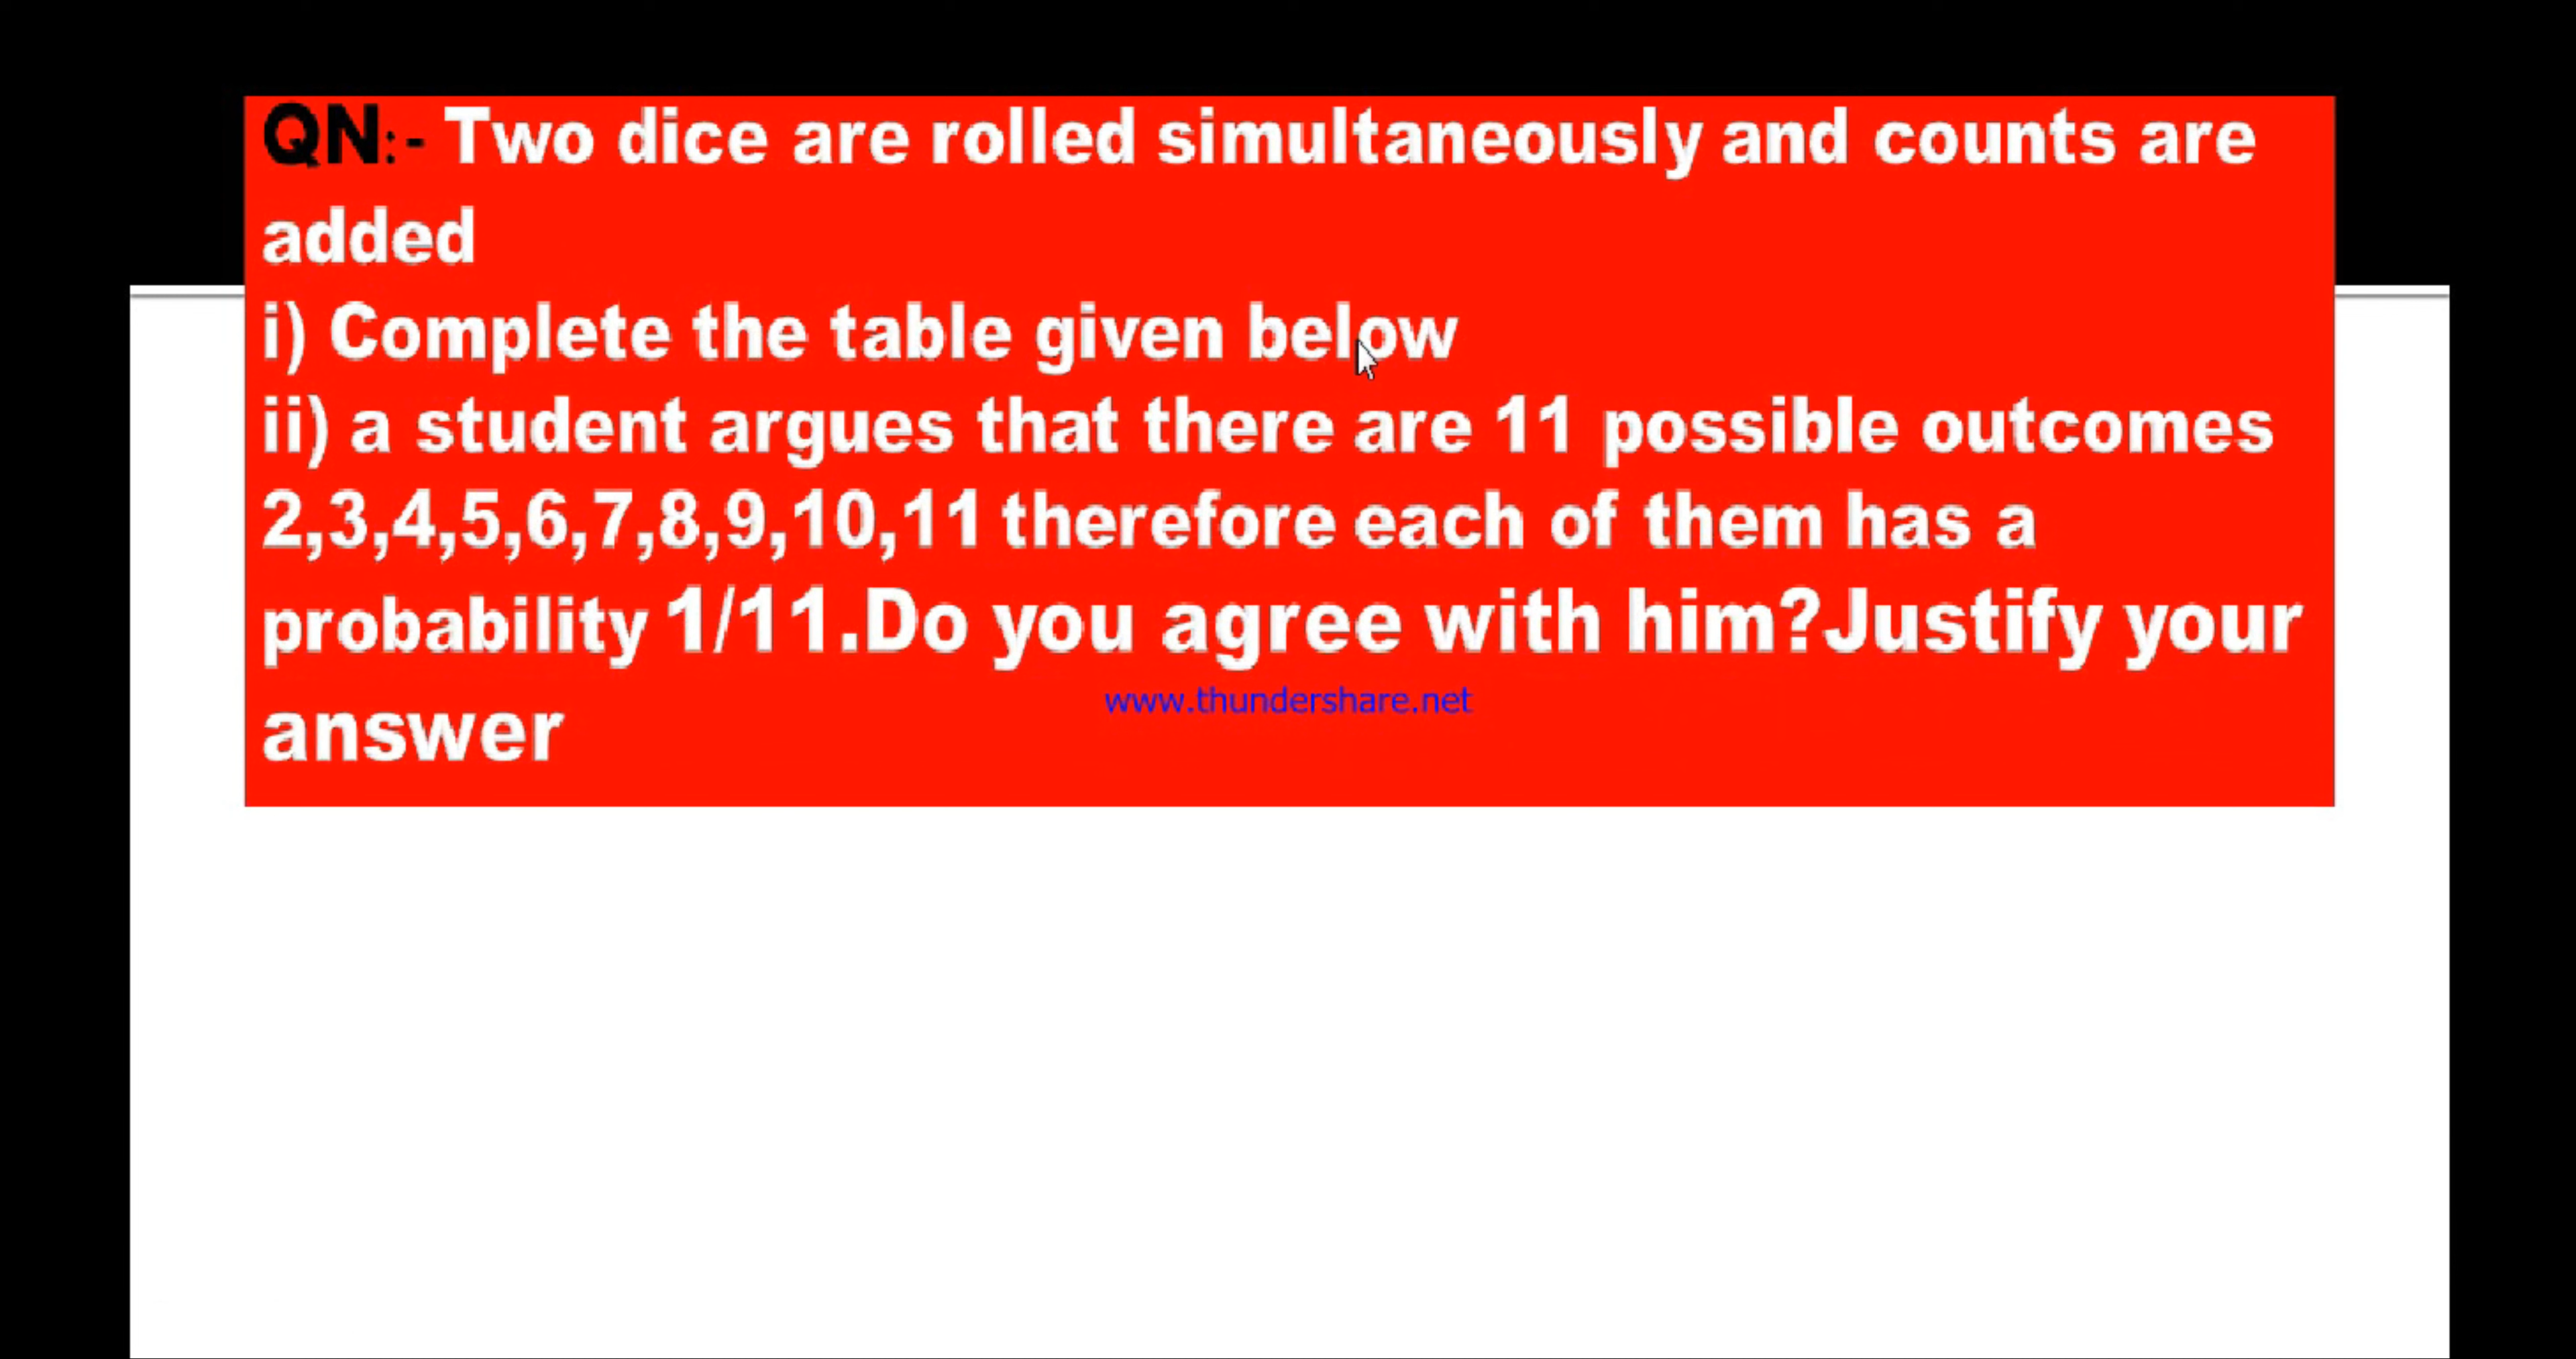 QN:- Two dice are rolled simultaneously and counts are
added
i) Complete the table given below
ii) a student argues that there are 11 possible outcomes
2,3,4,5,6,7,8,9,10,11 therefore each of them has a
probability 1/11.Do you agree with him?Justify your
www.thundershare.net
answer